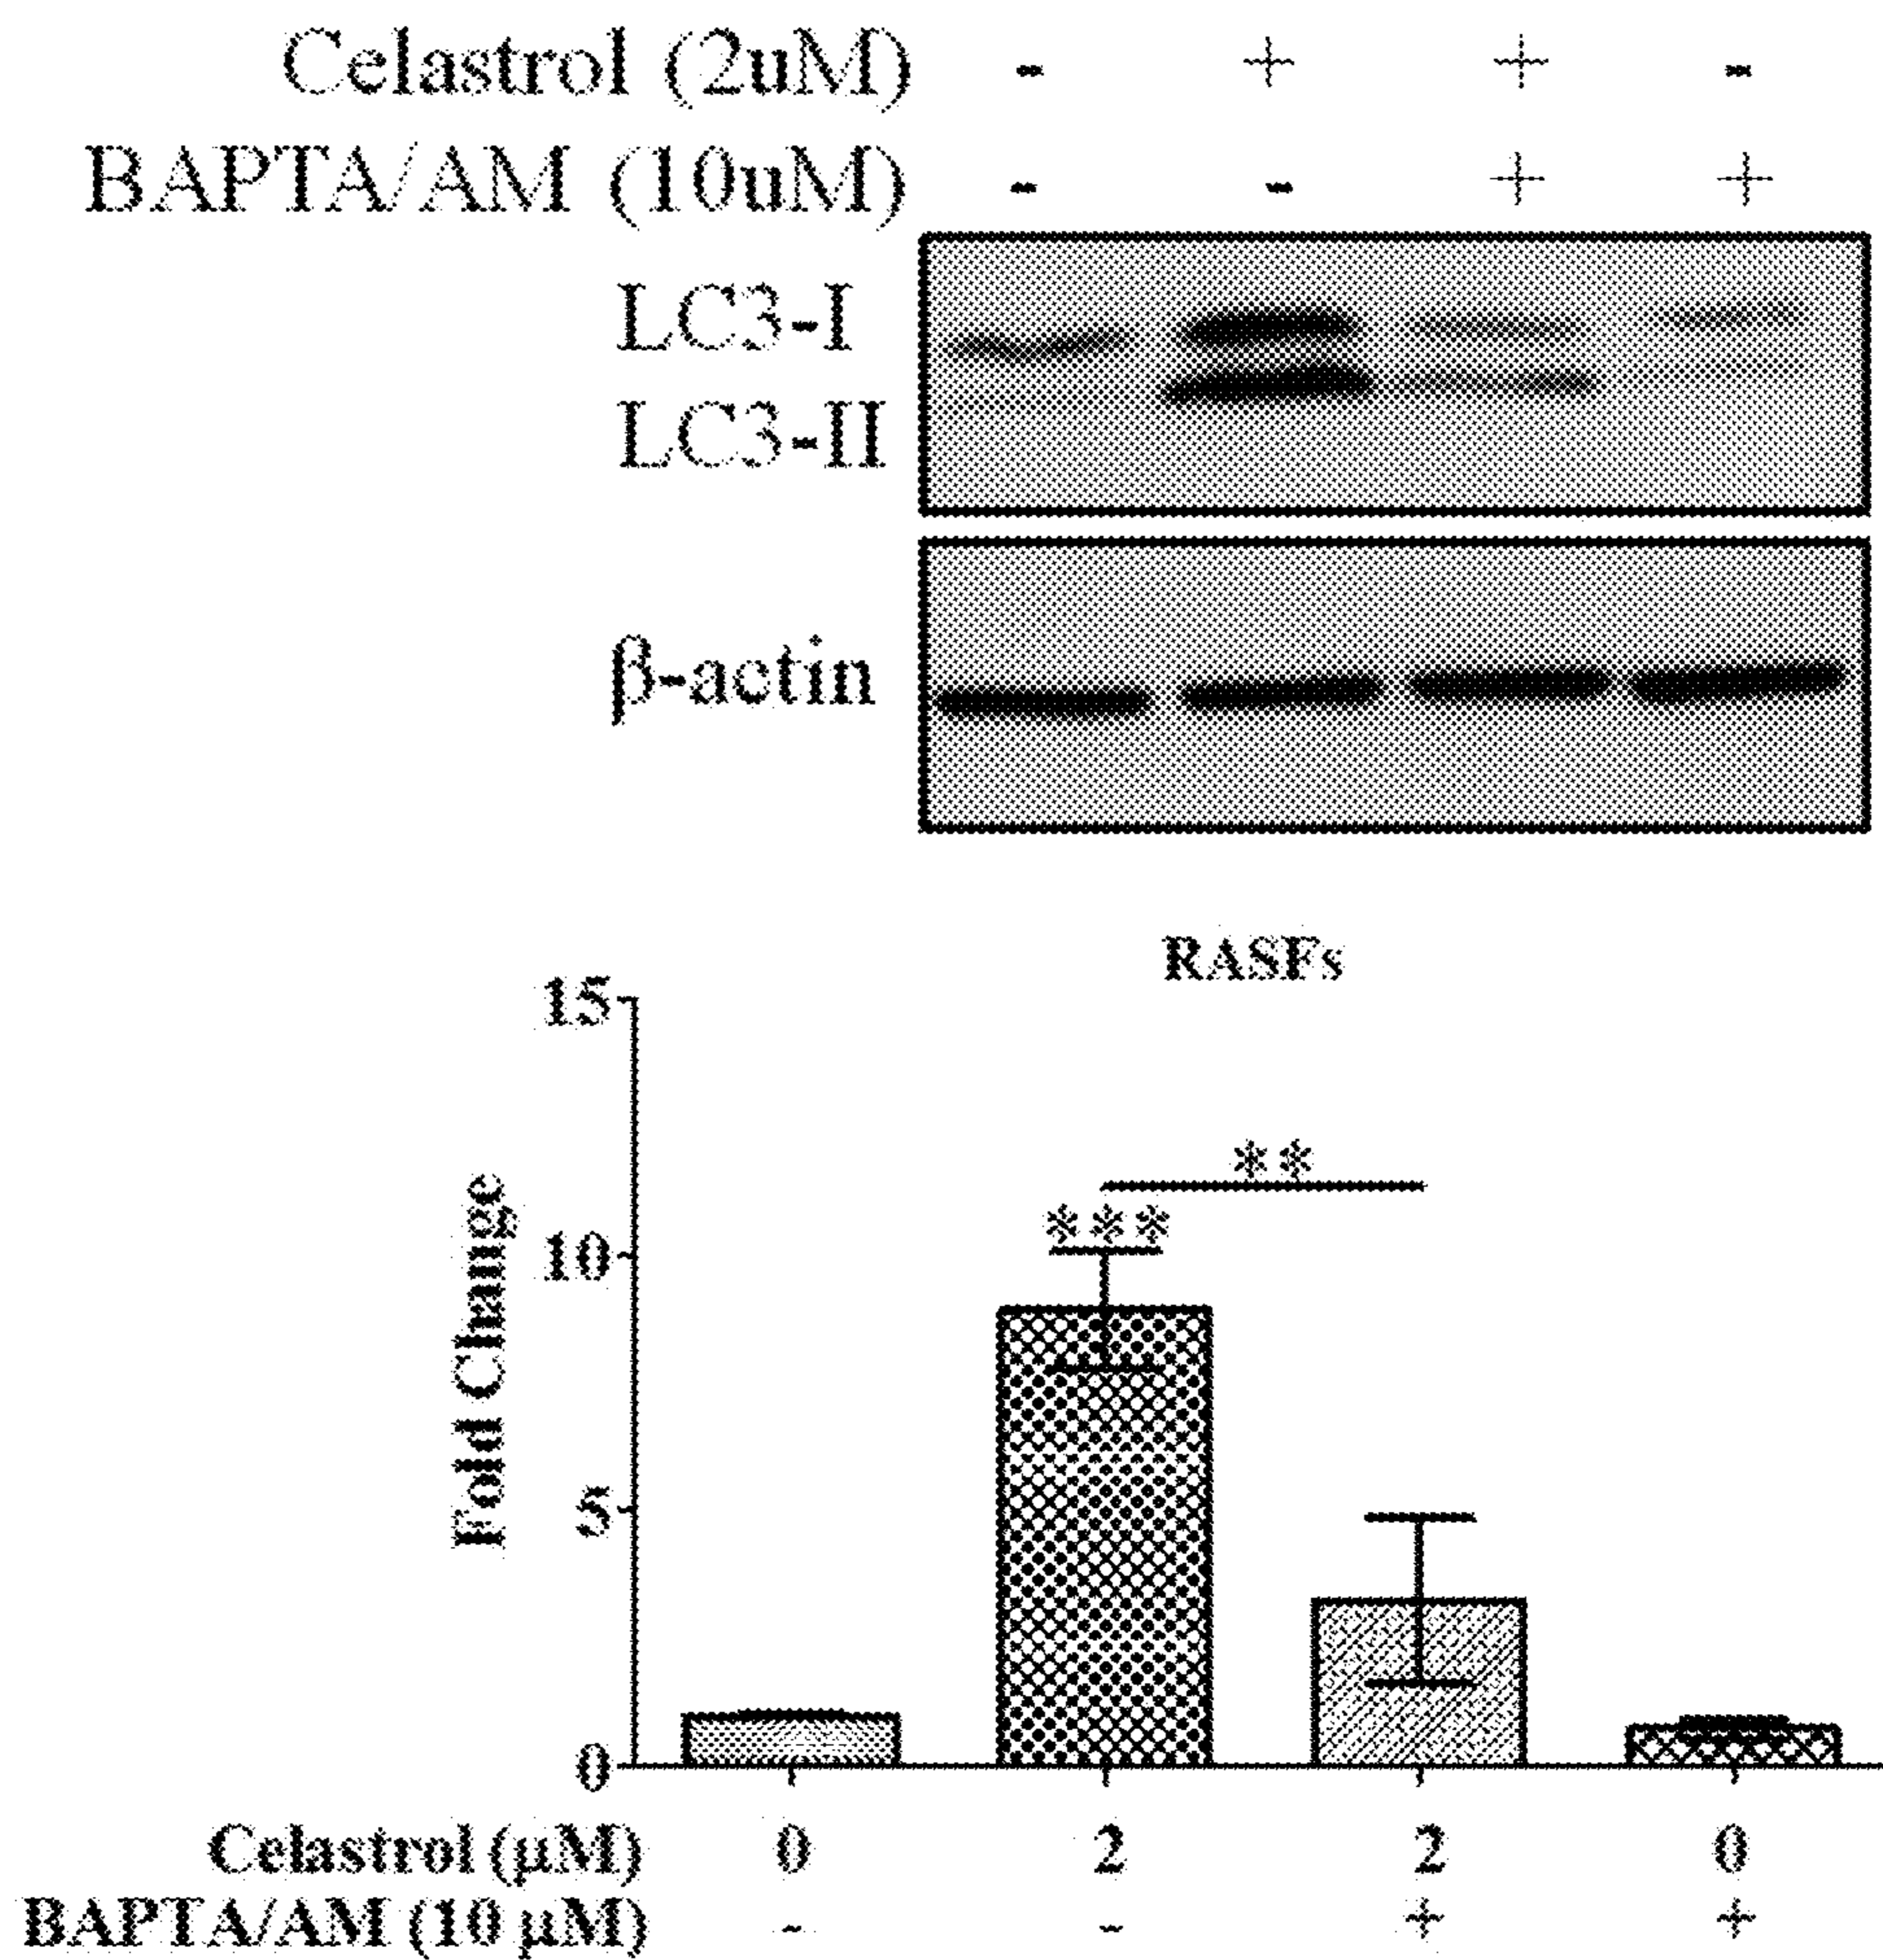 Celastrol (2uM) - + + -
BAPTA/AM (10uM) - - + +
LC3-I
LC3-II
β-actin
RASFs
15
**
***
10
Fold Change
5
0
Celastrol (μM) 0 2 2 0
BAPTA/AM (10 μM) - - + +